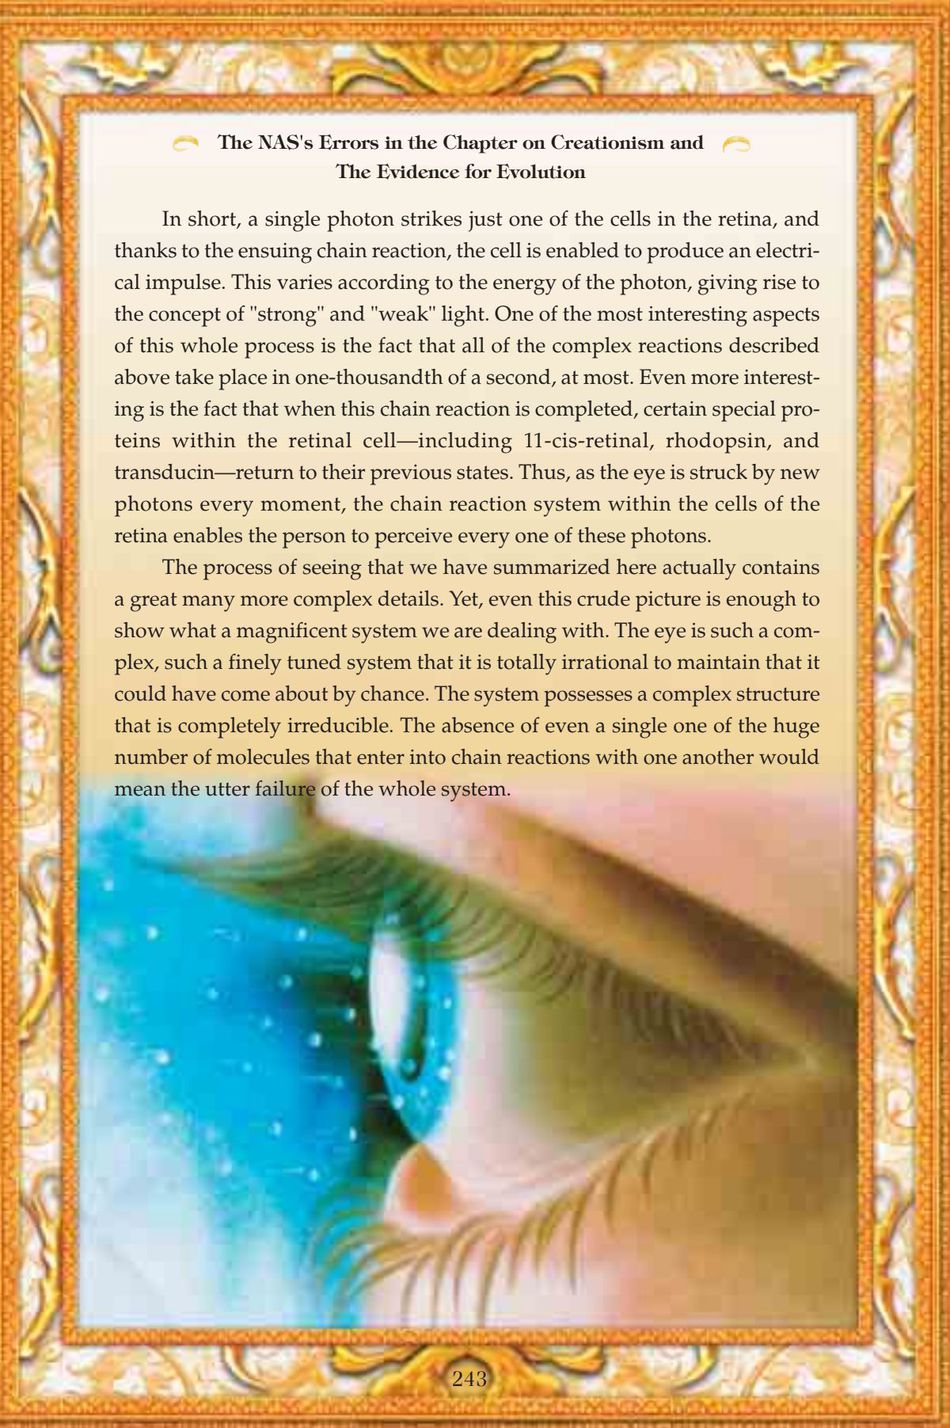 The NAS's Errors in the Chapter on Creationism and
The Evidence for Evolution
In short, a single photon strikes just one of the cells in the retina, and
thanks to the ensuing chain reaction, the cell is enabled to produce an electri-
cal impulse. This varies according to the energy of the photon, giving rise to
the concept of "strong" and "weak" light. One of the most interesting aspects
of this whole process is the fact that all of the complex reactions described
above take place in one-thousandth of a second, at most. Even more interest-
ing is the fact that when this chain reaction is completed, certain special pro-
teins within the retinal cell—including 11-cis-retinal, rhodopsin, and
transducin—return to their previous states. Thus, as the eye is struck by new
photons every moment, the chain reaction system within the cells of the
retina enables the person to perceive every one of these photons.
The process of seeing that we have summarized here actually contains
a great many more complex details. Yet, even this crude picture is enough to
show what a magnificent system we are dealing with. The eye is such a com-
plex, such a finely tuned system that it is totally irrational to maintain that it
could have come about by chance. The system possesses a complex structure
that is completely irreducible. The absence of even a single one of the huge
number of molecules that enter into chain reactions with one another would
mean the utter failure of the whole system.
243